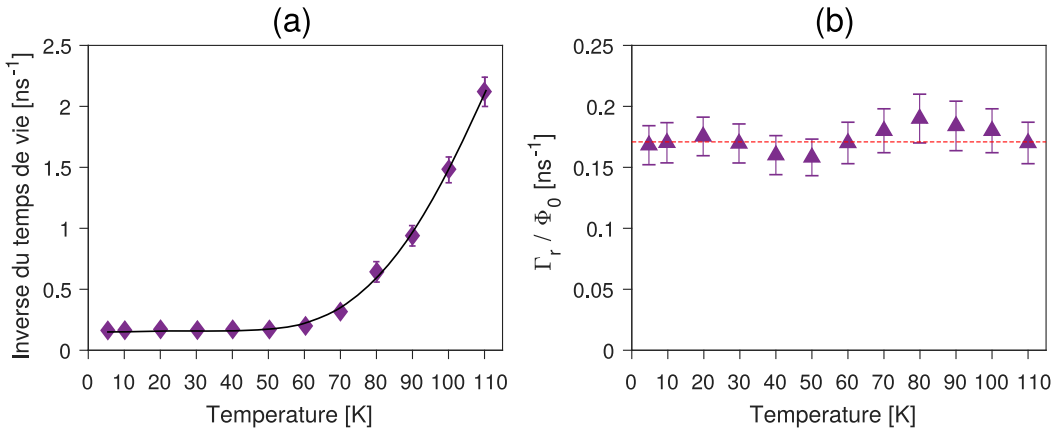 (a)
Inverse du temps de vie [ns-1]
2.5
2
1.5
1
0.5
0
0 10 20 30 40 50 60 70 80 90 100 110
Temperature [K]
(b)
Γr / Φ0 [ns-1]
0.25
0.2
0.15
0.1
0.05
0
0 10 20 30 40 50 60 70 80 90 100 110
Temperature [K]